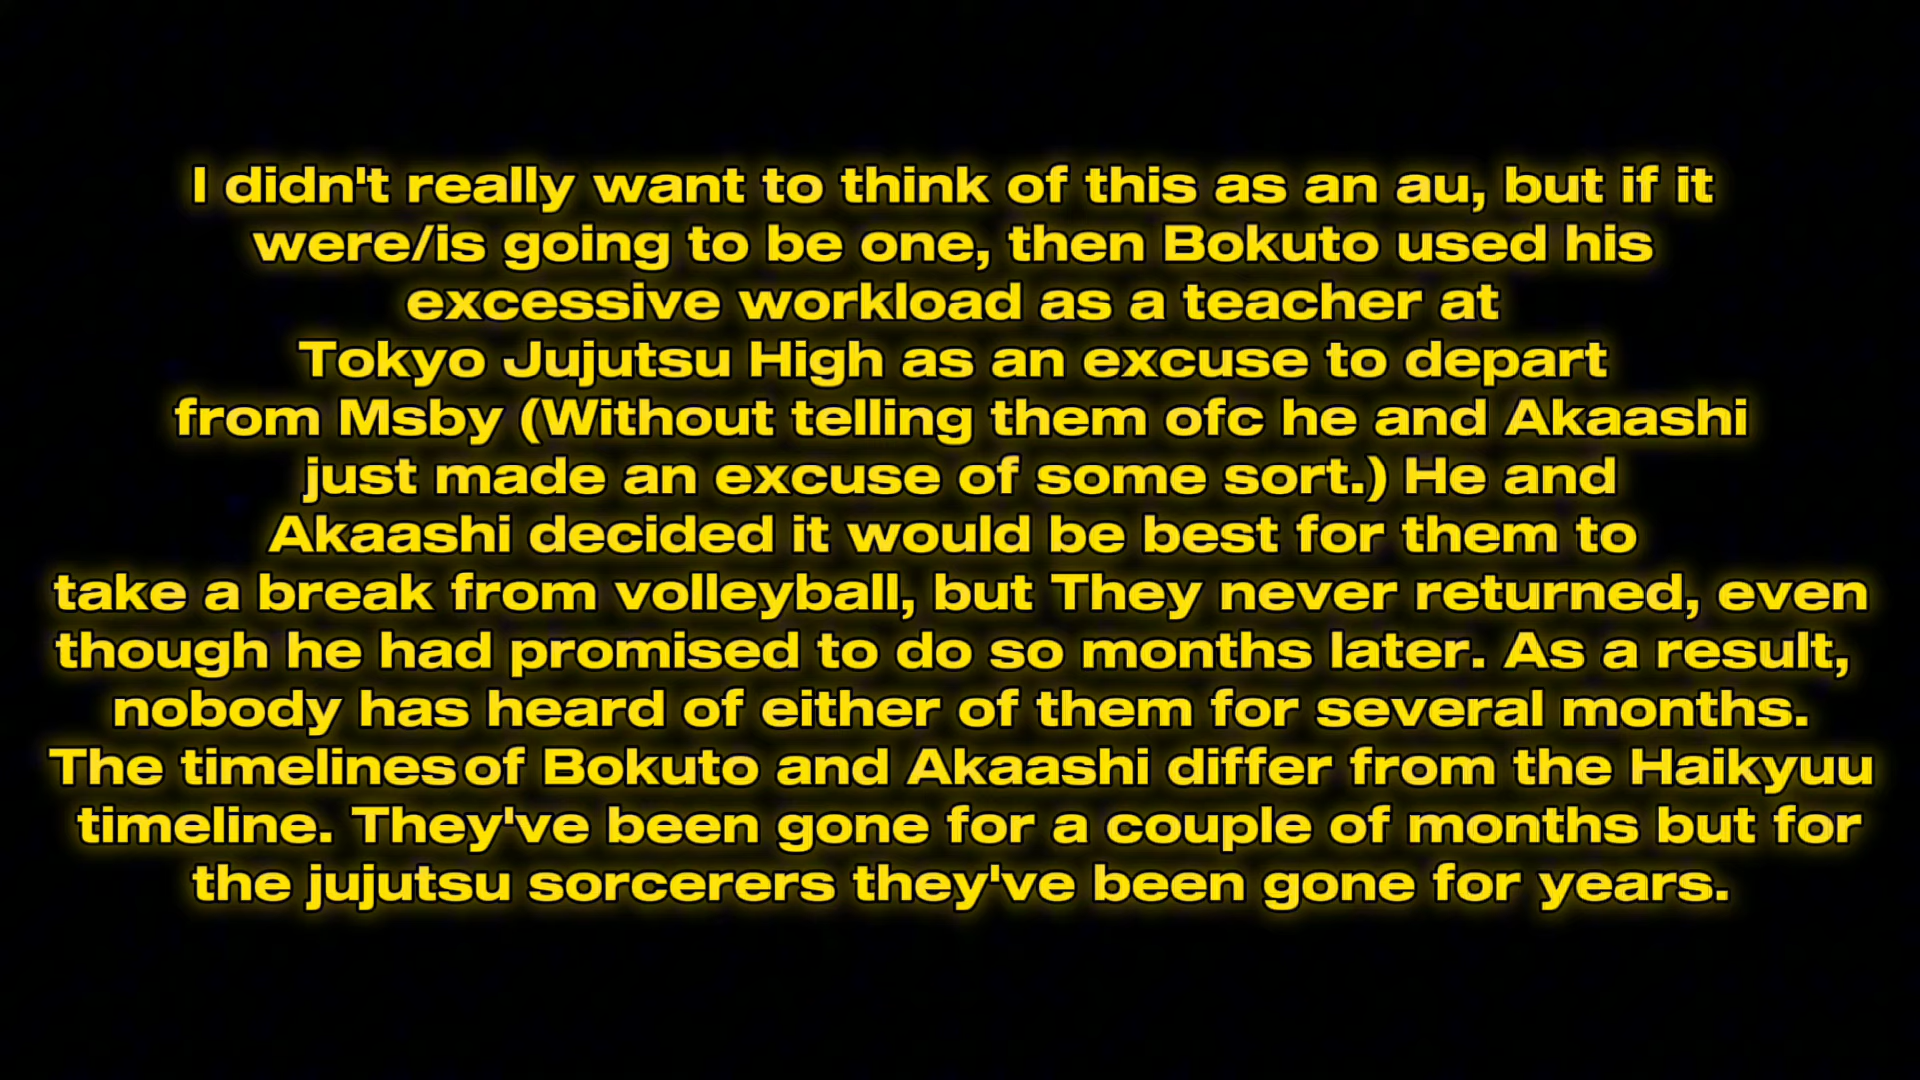 I didn't really want to think of this as an au, but if it
were/is going to be one, then Bokuto used his
excessive workload as a teacher at
Tokyo Jujutsu High as an excuse to depart
from Msby (Without telling them ofc he and Akaashi
just made an excuse of some sort.) He and
Akaashi decided it would be best for them to
take a break from volleyball, but They never returned, even
though he had promised to do so months later. As a result,
nobody has heard of either of them for several months.
The timelines of Bokuto and Akaashi differ from the Haikyuu
timeline. They've been gone for a couple of months but for
the jujutsu sorcerers they've been gone for years.